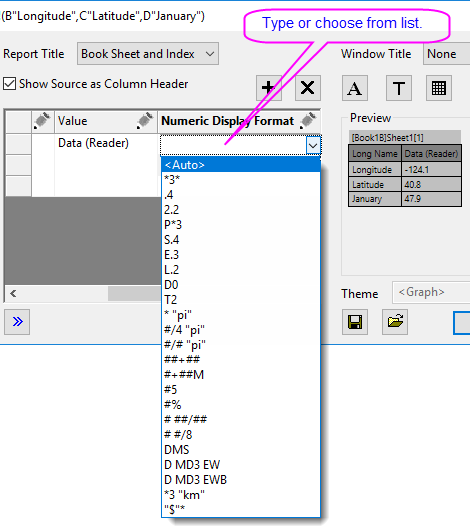 (B"Longitude",C"Latitude",D"January")
Type or choose from list.
Report Title
Book Sheet and Index
Window Title
None
Show Source as Column Header
A
T
Value
Numeric Display Format
Data (Reader)
Preview
[Book1B]Sheet1[1]
Long Name Data (Reader)
Longitude -124.1
Latitude 40.8
January 47.9
<Auto>
*3*
.4
2.2
P*3
S.4
E.3
L.2
D0
T2
* "pi"
#/4 "pi"
#/# "pi"
##+##
#+##M
#5
#%
# ##/##
# #/8
DMS
D MD3 EW
D MD3 EWB
*3 "km"
"$"*
Theme
<Graph>